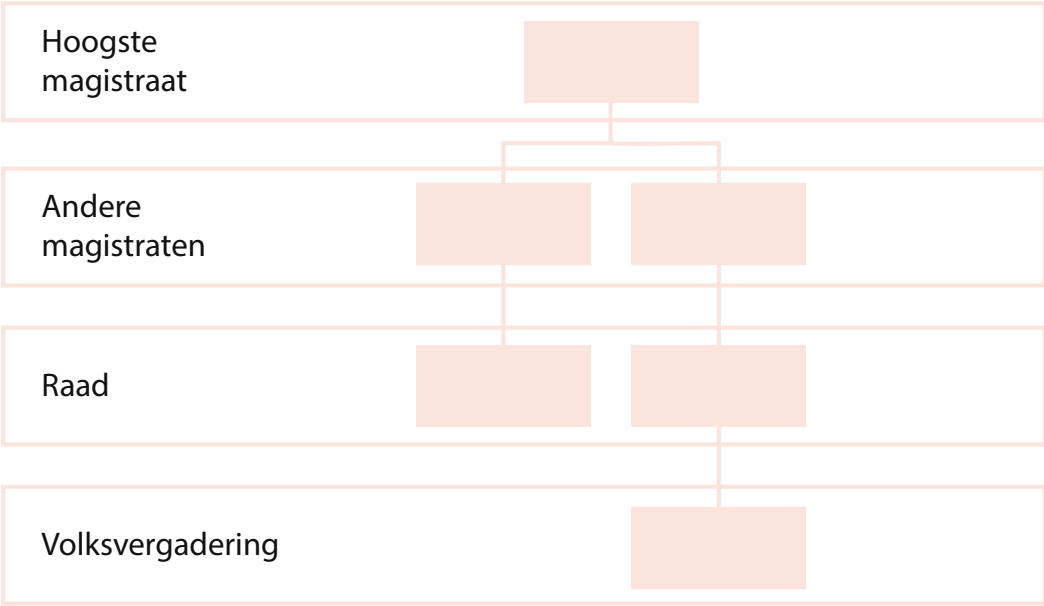 Hoogste
magistraat
Andere
magistraten
Raad
Volksvergadering